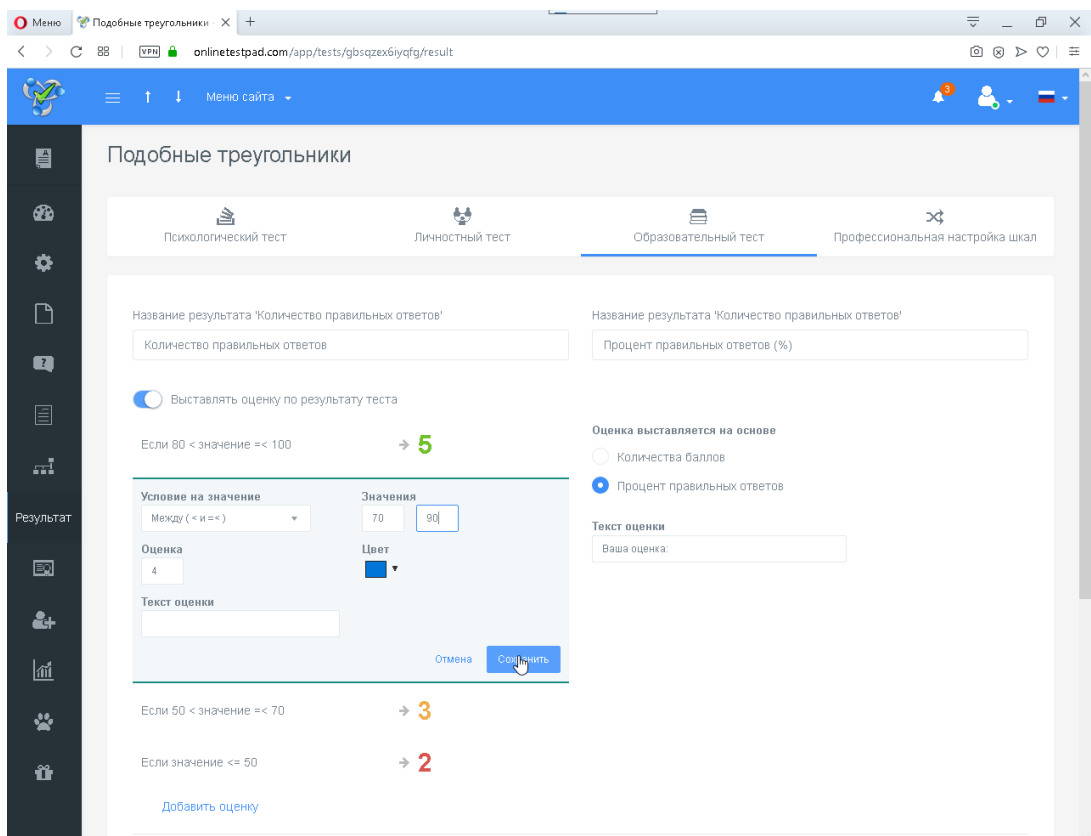 Меню
Подобные треугольники
VPN
onlinetestpad.com/app/tests/gbsqzex6iyqfg/result
Меню сайта
3
Подобные треугольники
Психологический тест
Личностный тест
Образовательный тест
Профессиональная настройка шкал
Название результата 'Количество правильных ответов'
Название результата 'Количество правильных ответов'
Количество правильных ответов
Процент правильных ответов (%)
Выставлять оценку по результату теста
Если 80 < значение =< 100 → 5
Оценка выставляется на основе
Количества баллов
Процент правильных ответов
Текст оценки
Ваша оценка:
Условие на значение
Значения
Между ( < и =< )
70
90
Оценка
Цвет
4
Текст оценки
Отмена
Сохранить
Результат
Если 50 < значение =< 70 → 3
Если значение <= 50 → 2
Добавить оценку